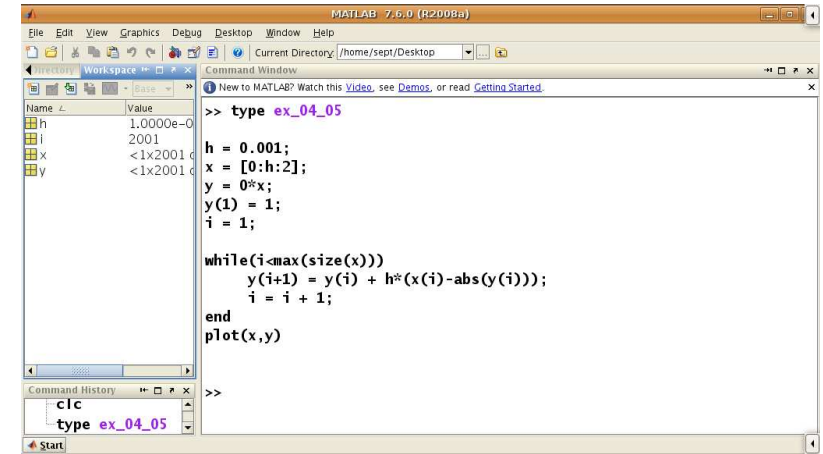 MATLAB 7.6.0 (R2008a)
File Edit View Graphics Debug Desktop Window Help
Current Directory: /home/sept/Desktop
Workspace
Base
Name Value
h 1.0000e-0
i 2001
x <1x2001 d
y <1x2001 d
Command History
clc
type ex_04_05
Command Window
New to MATLAB? Watch this Video, see Demos, or read Getting Started.
>> type ex_04_05
h = 0.001;
x = [0:h:2];
y = 0*x;
y(1) = 1;
i = 1;
while(i<max(size(x)))
y(i+1) = y(i) + h*(x(i)-abs(y(i)));
i = i + 1;
end
plot(x,y)
>>
Start